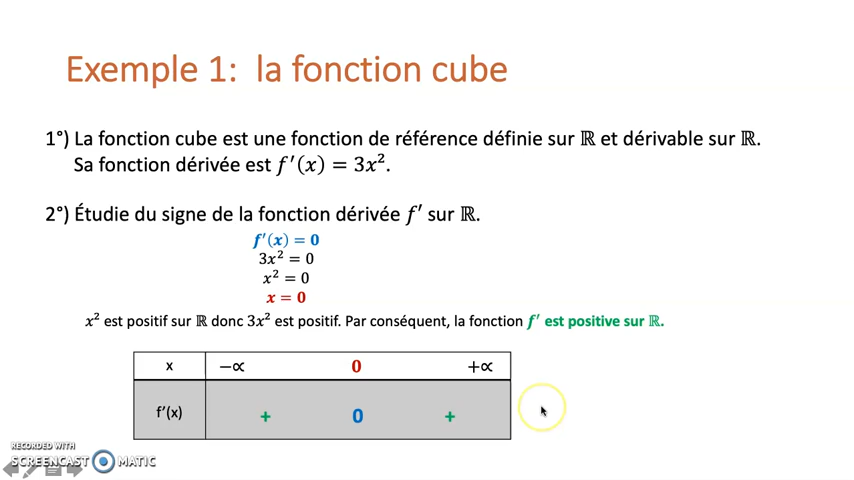 Exemple 1: la fonction cube
1°) La fonction cube est une fonction de référence définie sur ℝ et dérivable sur ℝ.
Sa fonction dérivée est f'(x) = 3x².
2°) Étudie du signe de la fonction dérivée f' sur ℝ.
f'(x) = 0
3x² = 0
x² = 0
x = 0
x² est positif sur ℝ donc 3x² est positif. Par conséquent, la fonction f' est positive sur ℝ.
x −∝ 0 +∝
f'(x) + 0 +
RECORDED WITH
SCREENCAST MATIC